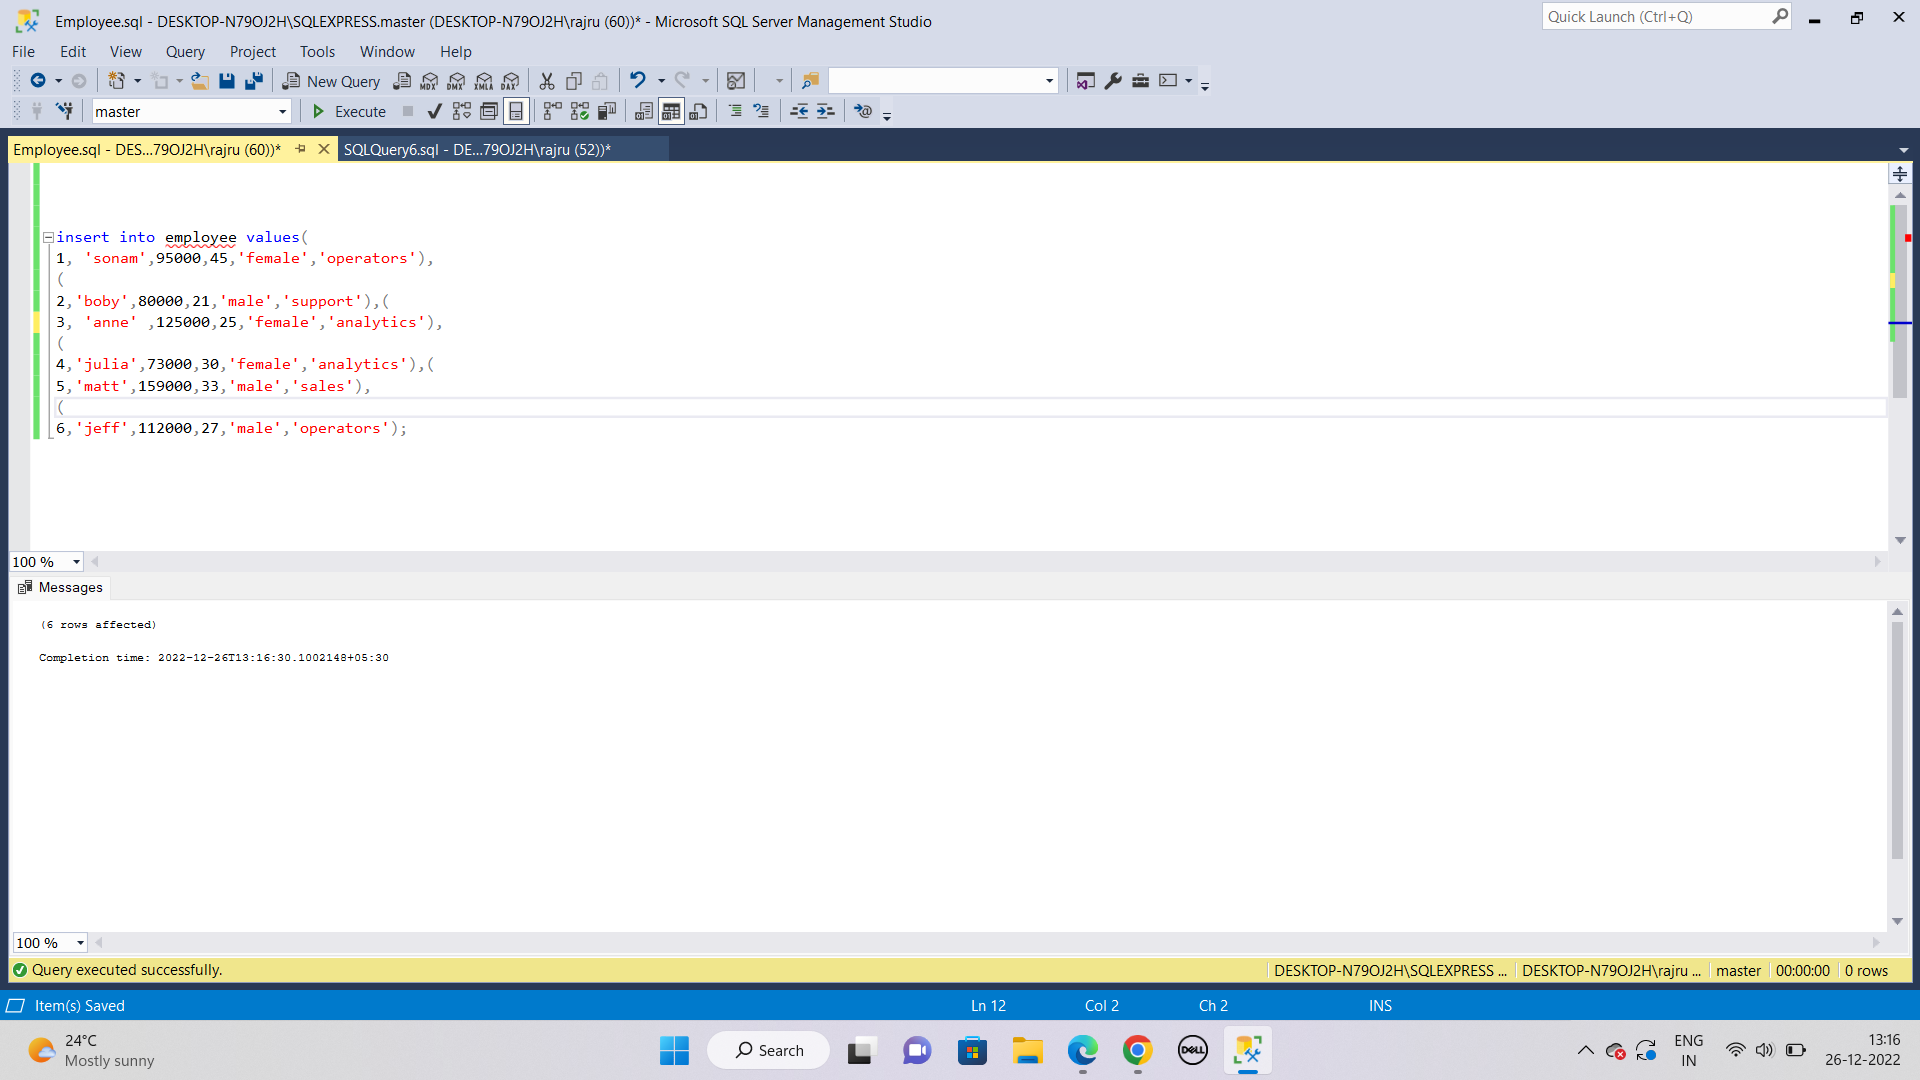 Employee.sql - DESKTOP-N79OJ2H\SQLEXPRESS.master (DESKTOP-N79OJ2H\rajru (60))* - Microsoft SQL Server Management Studio
Quick Launch (Ctrl+Q)
File Edit View Query Project Tools Window Help
New Query MDX DMX XMLA DAX
master Execute
Employee.sql - DES...79OJ2H\rajru (60))* SQLQuery6.sql - DE...79OJ2H\rajru (52))*
insert into employee values(
1, 'sonam',95000,45,'female','operators'),
(
2,'boby',80000,21,'male','support'),(
3, 'anne' ,125000,25,'female','analytics'),
(
4,'julia',73000,30,'female','analytics'),(
5,'matt',159000,33,'male','sales'),
(
6,'jeff',112000,27,'male','operators');
100 %
Messages
(6 rows affected)
Completion time: 2022-12-26T13:16:30.1002148+05:30
100 %
Query executed successfully. DESKTOP-N79OJ2H\SQLEXPRESS ... DESKTOP-N79OJ2H\rajru ... master 00:00:00 0 rows
Item(s) Saved Ln 12 Col 2 Ch 2 INS
24°C
Mostly sunny
Search
DELL
ENG
IN
13:16
26-12-2022